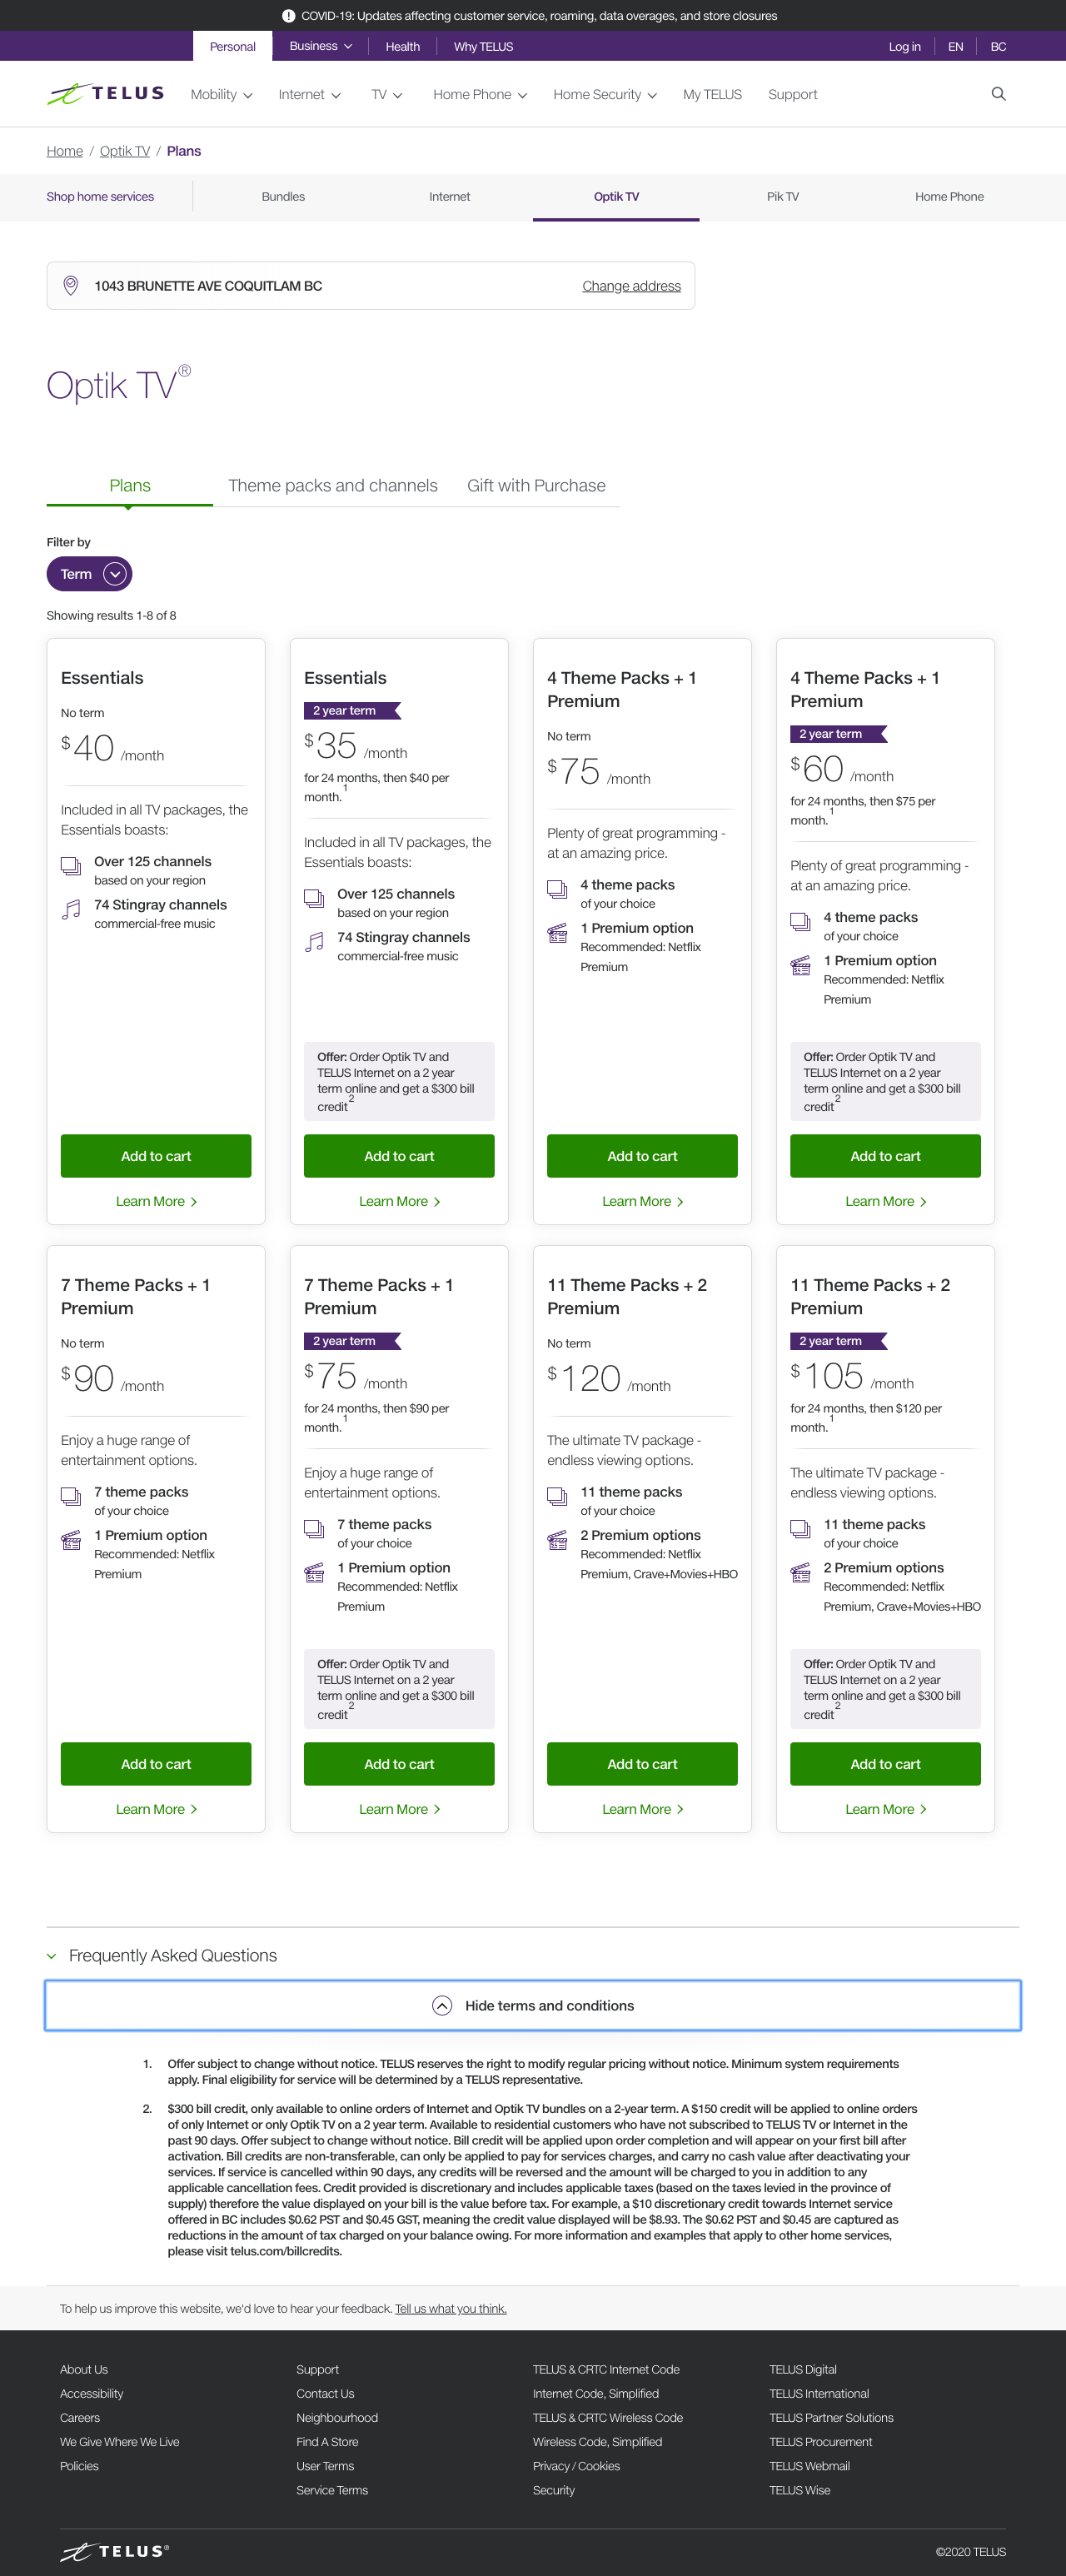 COVID-19: Updates affecting customer service, roaming, data overages, and store closures
Personal Business Health Why TELUS Log in EN BC
TELUS Mobility Internet TV Home Phone Home Security My TELUS Support
Home / Optik TV / Plans
Shop home services Bundles Internet Optik TV Pik TV Home Phone
1043 BRUNETTE AVE COQUITLAM BC Change address
Optik TV®
Plans Theme packs and channels Gift with Purchase
Filter by
Term
Showing results 1-8 of 8
Essentials
No term
$40 /month
Included in all TV packages, the
Essentials boasts:
Over 125 channels
based on your region
74 Stingray channels
commercial-free music
Add to cart
Learn More
Essentials
2 year term
$35 /month
for 24 months, then $40 per
month.1
Included in all TV packages, the
Essentials boasts:
Over 125 channels
based on your region
74 Stingray channels
commercial-free music
Offer: Order Optik TV and
TELUS Internet on a 2 year
term online and get a $300 bill
credit2
Add to cart
Learn More
4 Theme Packs + 1
Premium
No term
$75 /month
Plenty of great programming -
at an amazing price.
4 theme packs
of your choice
1 Premium option
Recommended: Netflix
Premium
Add to cart
Learn More
4 Theme Packs + 1
Premium
2 year term
$60 /month
for 24 months, then $75 per
month.1
Plenty of great programming -
at an amazing price.
4 theme packs
of your choice
1 Premium option
Recommended: Netflix
Premium
Offer: Order Optik TV and
TELUS Internet on a 2 year
term online and get a $300 bill
credit2
Add to cart
Learn More
7 Theme Packs + 1
Premium
No term
$90 /month
Enjoy a huge range of
entertainment options.
7 theme packs
of your choice
1 Premium option
Recommended: Netflix
Premium
Add to cart
Learn More
7 Theme Packs + 1
Premium
2 year term
$75 /month
for 24 months, then $90 per
month.1
Enjoy a huge range of
entertainment options.
7 theme packs
of your choice
1 Premium option
Recommended: Netflix
Premium
Offer: Order Optik TV and
TELUS Internet on a 2 year
term online and get a $300 bill
credit2
Add to cart
Learn More
11 Theme Packs + 2
Premium
No term
$120 /month
The ultimate TV package -
endless viewing options.
11 theme packs
of your choice
2 Premium options
Recommended: Netflix
Premium, Crave+Movies+HBO
Add to cart
Learn More
11 Theme Packs + 2
Premium
2 year term
$105 /month
for 24 months, then $120 per
month.1
The ultimate TV package -
endless viewing options.
11 theme packs
of your choice
2 Premium options
Recommended: Netflix
Premium, Crave+Movies+HBO
Offer: Order Optik TV and
TELUS Internet on a 2 year
term online and get a $300 bill
credit2
Add to cart
Learn More
Frequently Asked Questions
Hide terms and conditions
1. Offer subject to change without notice. TELUS reserves the right to modify regular pricing without notice. Minimum system requirements
apply. Final eligibility for service will be determined by a TELUS representative.
2. $300 bill credit, only available to online orders of Internet and Optik TV bundles on a 2-year term. A $150 credit will be applied to online orders
of only Internet or only Optik TV on a 2 year term. Available to residential customers who have not subscribed to TELUS TV or Internet in the
past 90 days. Offer subject to change without notice. Bill credit will be applied upon order completion and will appear on your first bill after
activation. Bill credits are non-transferable, can only be applied to pay for services charges, and carry no cash value after deactivating your
services. If service is cancelled within 90 days, any credits will be reversed and the amount will be charged to you in addition to any
applicable cancellation fees. Credit provided is discretionary and includes applicable taxes (based on the taxes levied in the province of
supply) therefore the value displayed on your bill is the value before tax. For example, a $10 discretionary credit towards Internet service
offered in BC includes $0.62 PST and $0.45 GST, meaning the credit value displayed will be $8.93. The $0.62 PST and $0.45 are captured as
reductions in the amount of tax charged on your balance owing. For more information and examples that apply to other home services,
please visit telus.com/billcredits.
To help us improve this website, we'd love to hear your feedback. Tell us what you think.
About Us
Accessibility
Careers
We Give Where We Live
Policies
Support
Contact Us
Neighbourhood
Find A Store
User Terms
Service Terms
TELUS & CRTC Internet Code
Internet Code, Simplified
TELUS & CRTC Wireless Code
Wireless Code, Simplified
Privacy / Cookies
Security
TELUS Digital
TELUS International
TELUS Partner Solutions
TELUS Procurement
TELUS Webmail
TELUS Wise
TELUS® ©2020 TELUS